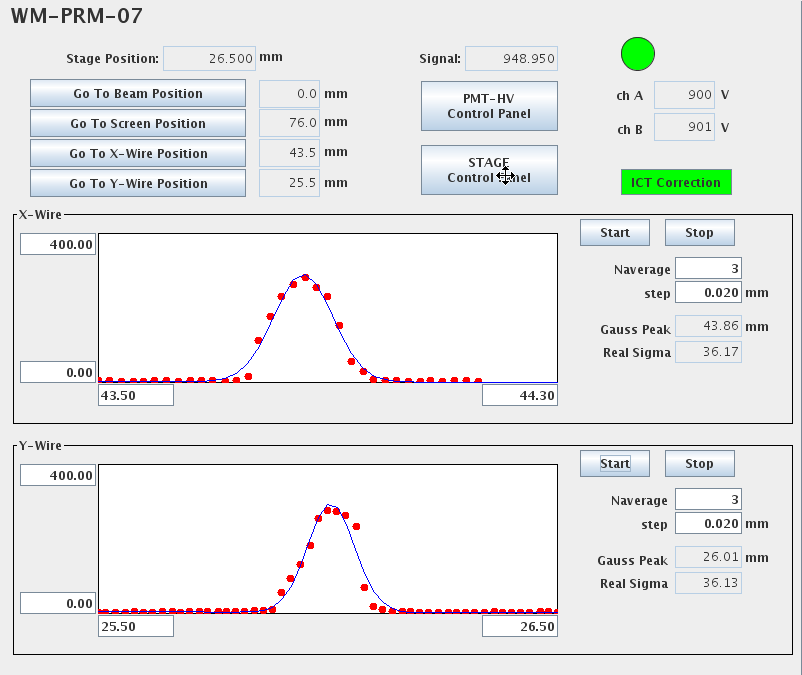 WM-PRM-07
Stage Position: 26.500 mm
Signal: 948.950
Go To Beam Position 0.0 mm
Go To Screen Position 76.0 mm
Go To X-Wire Position 43.5 mm
Go To Y-Wire Position 25.5 mm
PMT-HV
Control Panel
STAGE
Control Panel
ch A 900 V
ch B 901 V
ICT Correction
X-Wire
400.00
0.00
43.50
44.30
Start Stop
Naverage 3
step 0.020 mm
Gauss Peak 43.86 mm
Real Sigma 36.17
Y-Wire
400.00
0.00
25.50
26.50
Start Stop
Naverage 3
step 0.020 mm
Gauss Peak 26.01 mm
Real Sigma 36.13